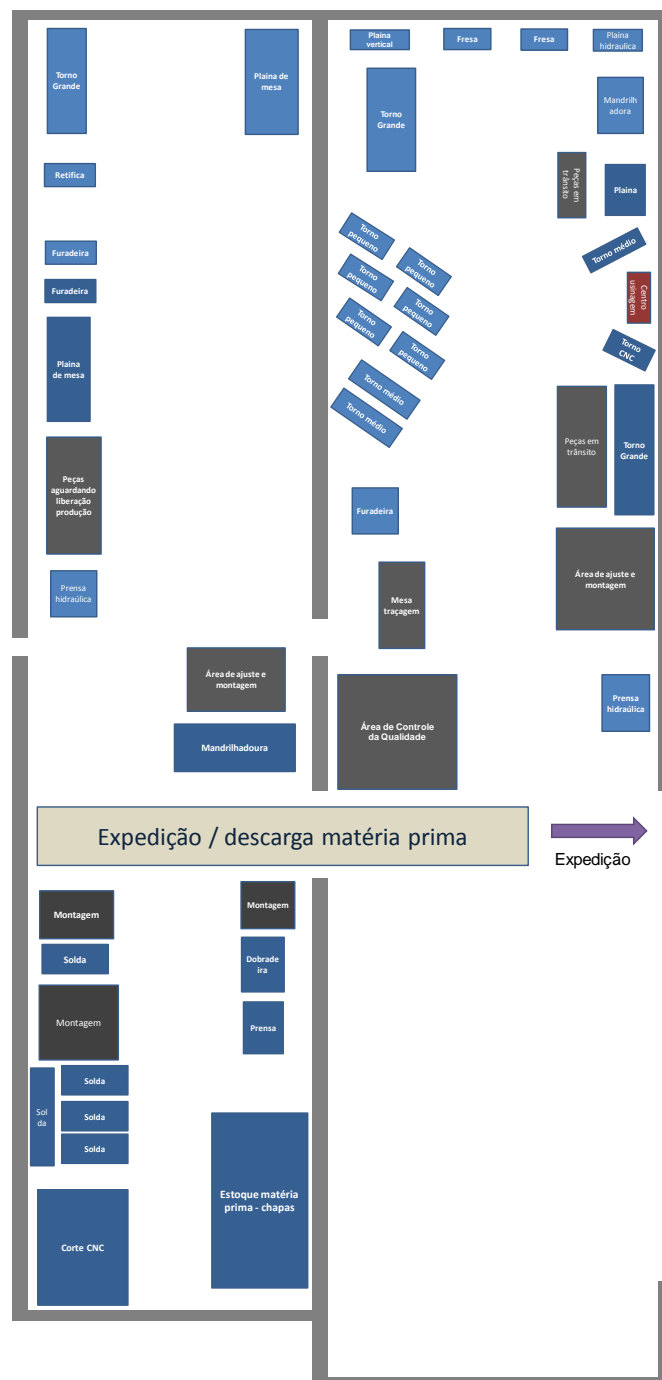 Torno
Grande
Plaina de
mesa
Retifica
Furadeira
Furadeira
Plaina
de mesa
Peças
aguardando
liberação
produção
Prensa
hidraúlica
Área de ajuste e
montagem
Mandrilhadoura
Plaina
vertical
Fresa
Fresa
Plaina
hidraulica
Torno
Grande
Mandrilh
adora
Peças em
trânsito
Plaina
Torno
pequeno
Torno
pequeno
Torno
pequeno
Torno
pequeno
Torno
pequeno
Torno
pequeno
Torno médio
Torno médio
Torno médio
Centro
usinagem
Torno
CNC
Peças em
trânsito
Torno
Grande
Furadeira
Mesa
traçagem
Área de ajuste e
montagem
Área de Controle
da Qualidade
Prensa
hidraúlica
Expedição / descarga matéria prima
Expedição
Montagem
Montagem
Solda
Dobrade
ira
Montagem
Prensa
Sol
da
Solda
Solda
Solda
Estoque matéria
prima - chapas
Corte CNC